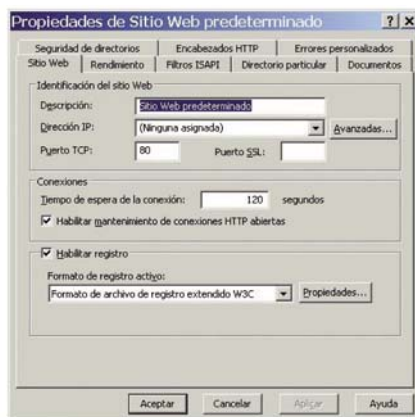 Propiedades de Sitio Web predeterminado
Seguridad de directorios Encabezados HTTP Errores personalizados
Sitio Web Rendimiento Filtros ISAPI Directorio particular Documentos
Identificación del sitio Web
Descripción: Sitio Web predeterminado
Dirección IP: (Ninguna asignada) Avanzadas...
Puerto TCP: 80 Puerto SSL:
Conexiones
Tiempo de espera de la conexión: 120 segundos
Habilitar mantenimiento de conexiones HTTP abiertas
Habilitar registro
Formato de registro activo:
Formato de archivo de registro extendido W3C Propiedades...
Aceptar Cancelar Aplicar Ayuda